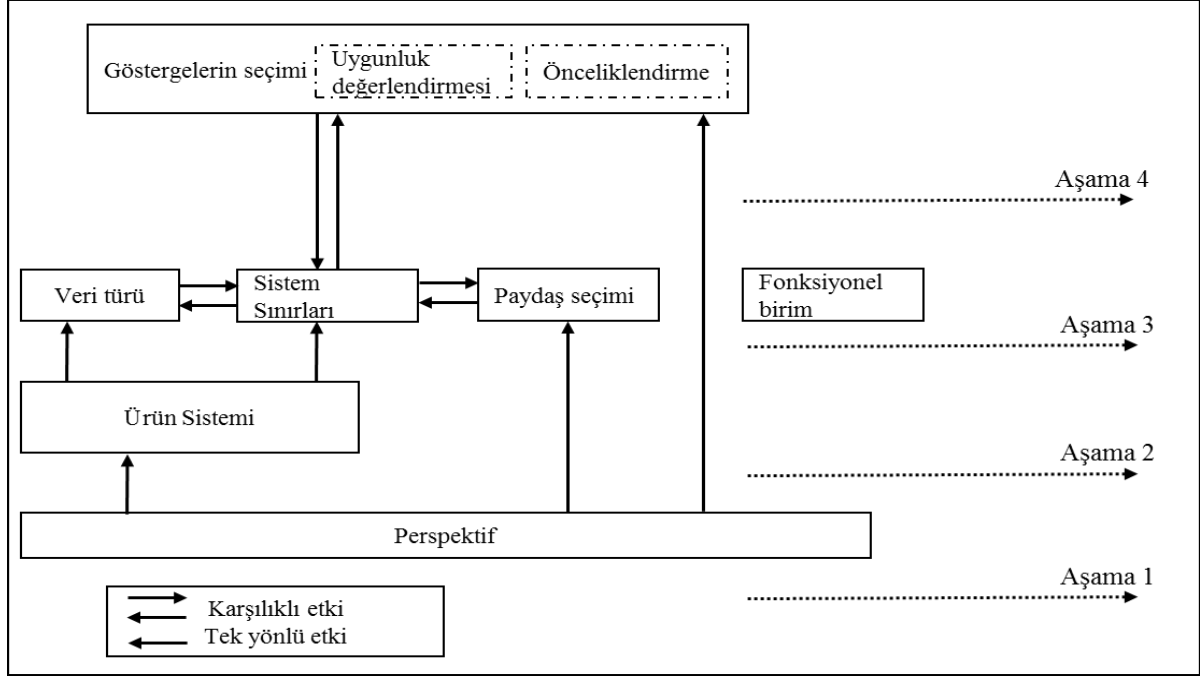 Göstergelerin seçimi
Uygunluk
değerlendirmesi
Önceliklendirme
Aşama 4
Veri türü
Sistem
Sınırları
Paydaş seçimi
Fonksiyonel
birim
Aşama 3
Ürün Sistemi
Aşama 2
Perspektif
Aşama 1
Karşılıklı etki
Tek yönlü etki